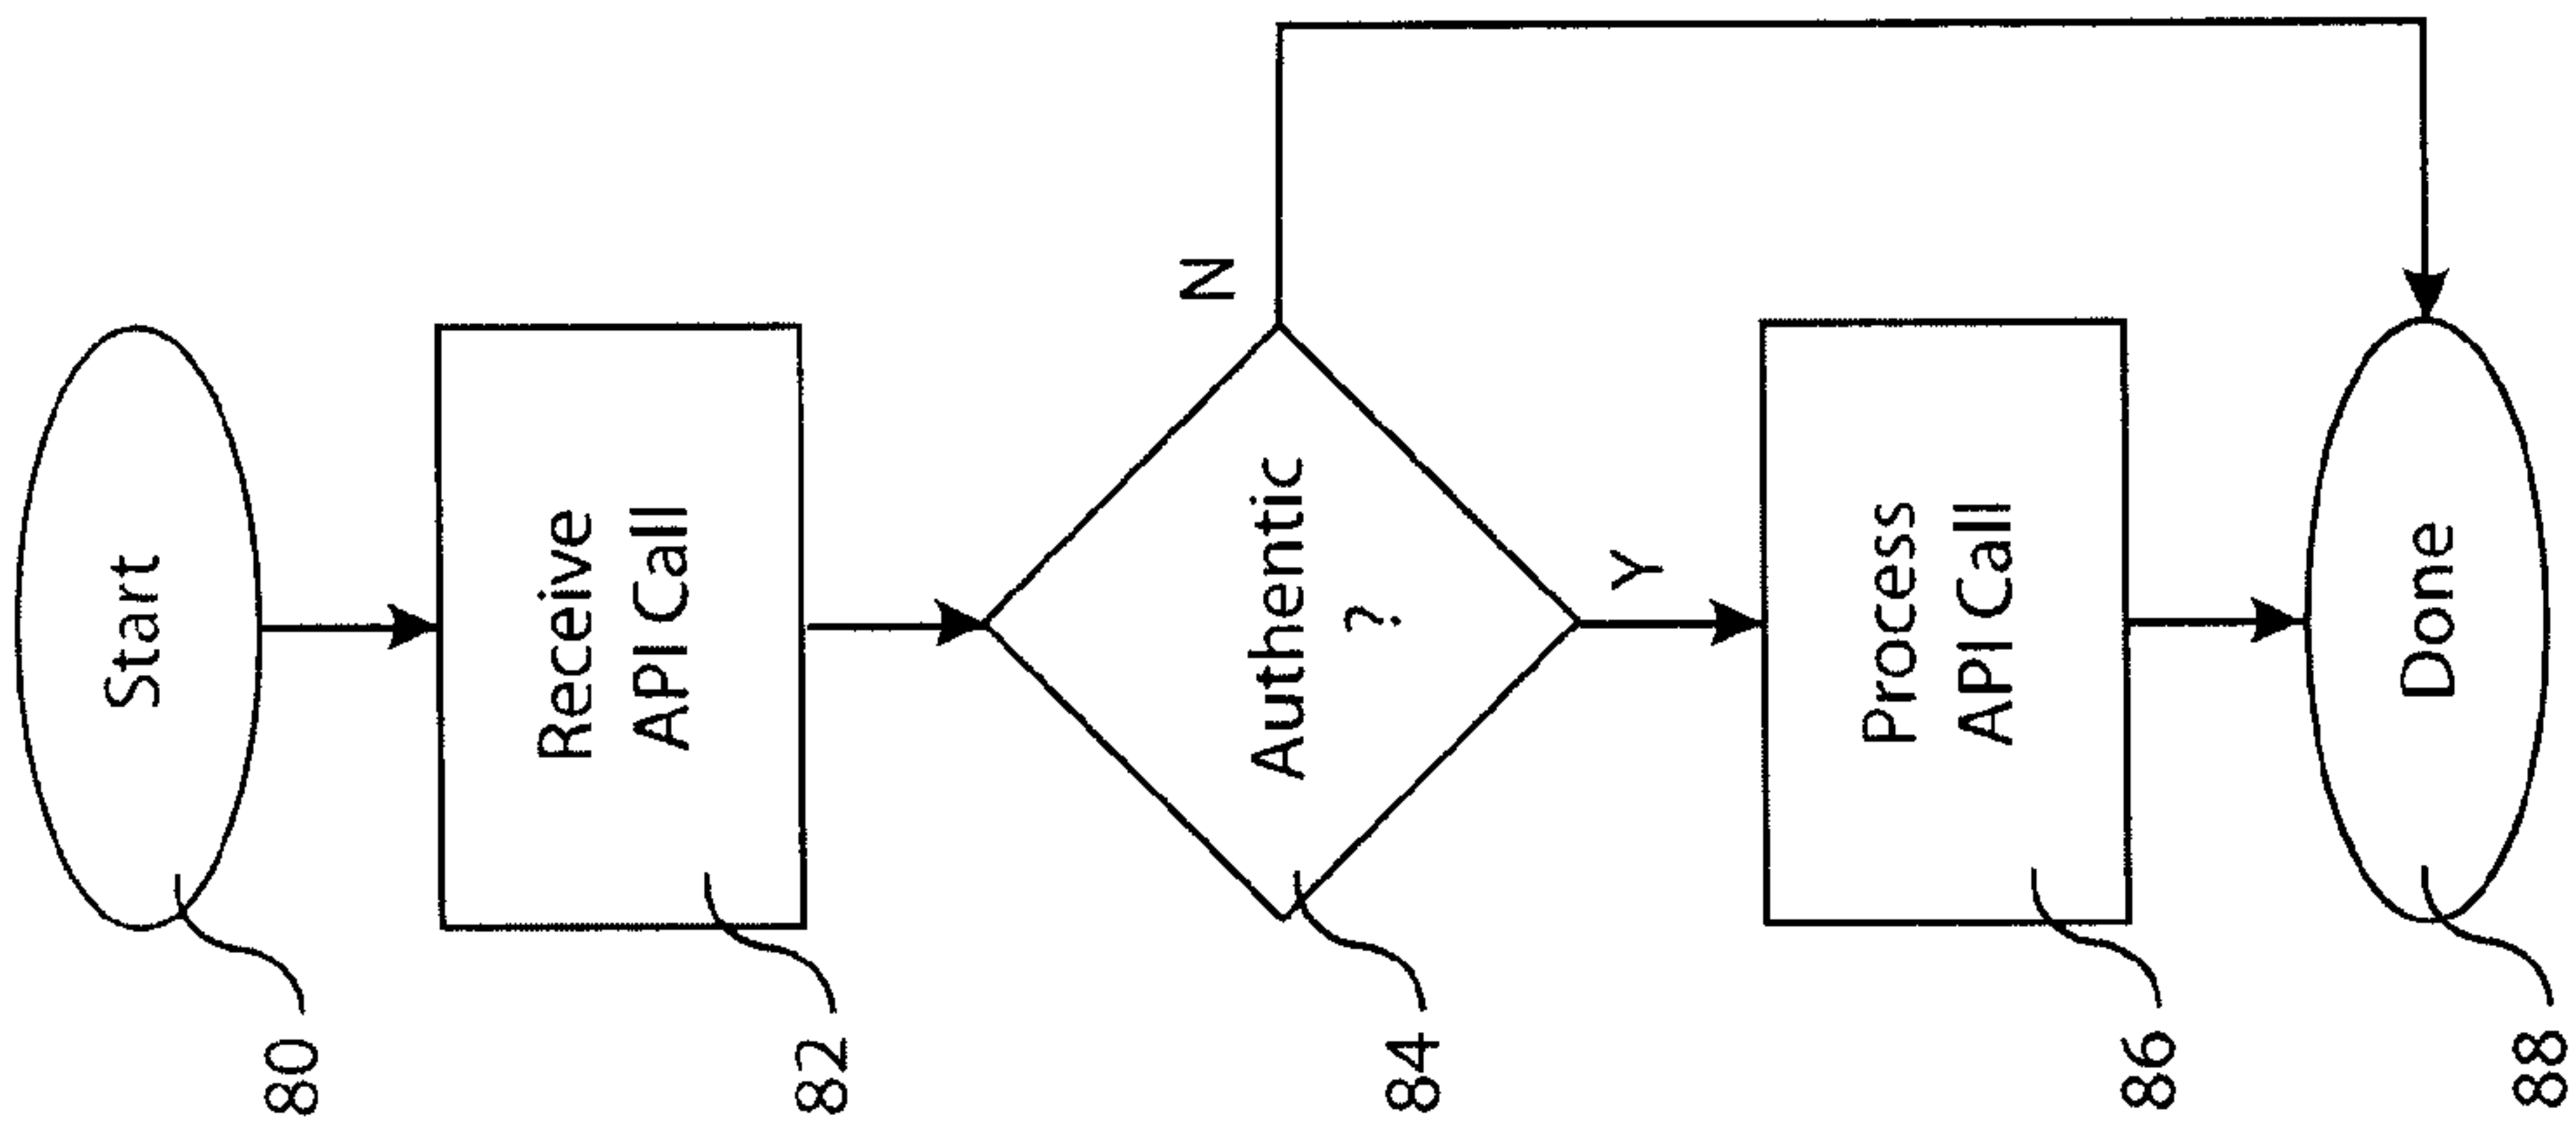 Start
80
Receive
API Call
82
Authentic
?
N
84
Y
Process
API Call
86
Done
88